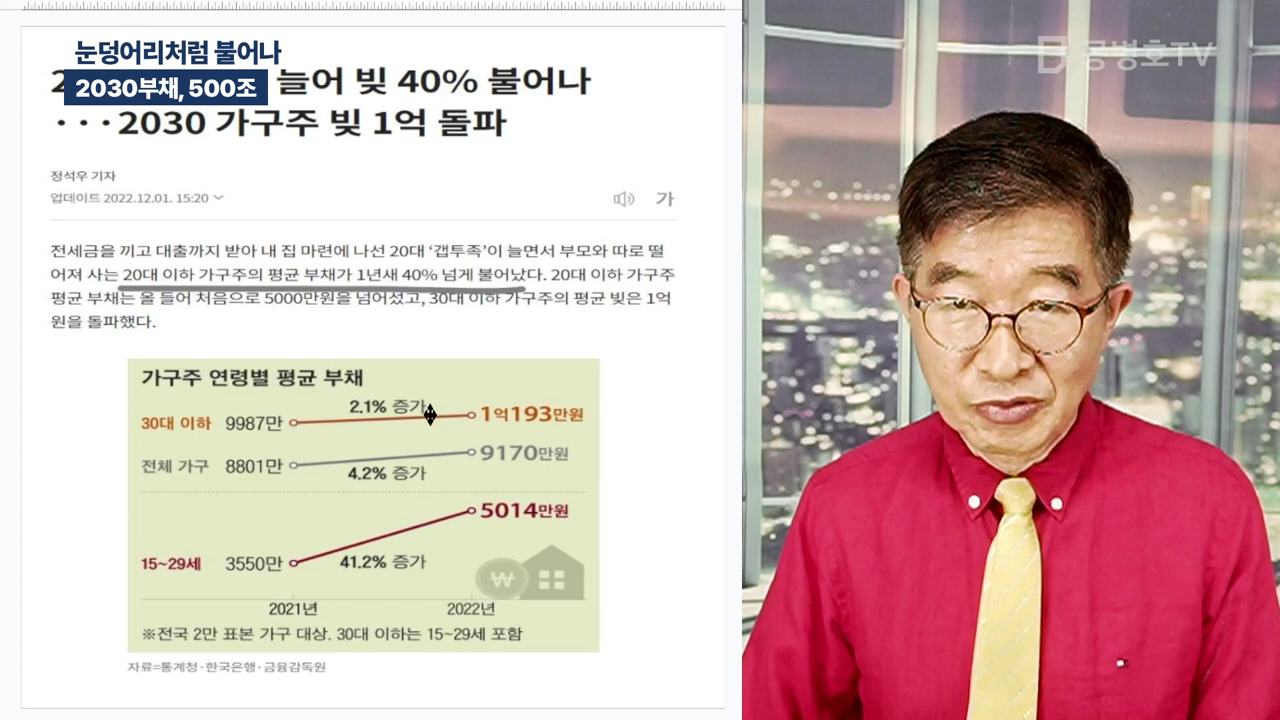 눈덩어리처럼 불어나
2030부채, 500조
2 늘어 빚 40% 불어나
···2030 가구주 빚 1억 돌파
정석우 기자
업데이트 2022.12.01. 15:20
가
전세금을 끼고 대출까지 받아 내 집 마련에 나선 20대 ‘갭투족’이 늘면서 부모와 따로 떨
어져 사는 20대 이하 가구주의 평균 부채가 1년새 40% 넘게 불어났다. 20대 이하 가구주
평균 부채는 올 들어 처음으로 5000만원을 넘어섰고, 30대 이하 가구주의 평균 빚은 1억
원을 돌파했다.
가구주 연령별 평균 부채
30대 이하 9987만 2.1% 증가 1억193만원
전체 가구 8801만 4.2% 증가 9170만원
15~29세 3550만 41.2% 증가 5014만원
₩
2021년 2022년
※전국 2만 표본 가구 대상. 30대 이하는 15~29세 포함
자료=통계청·한국은행·금융감독원
공병호TV